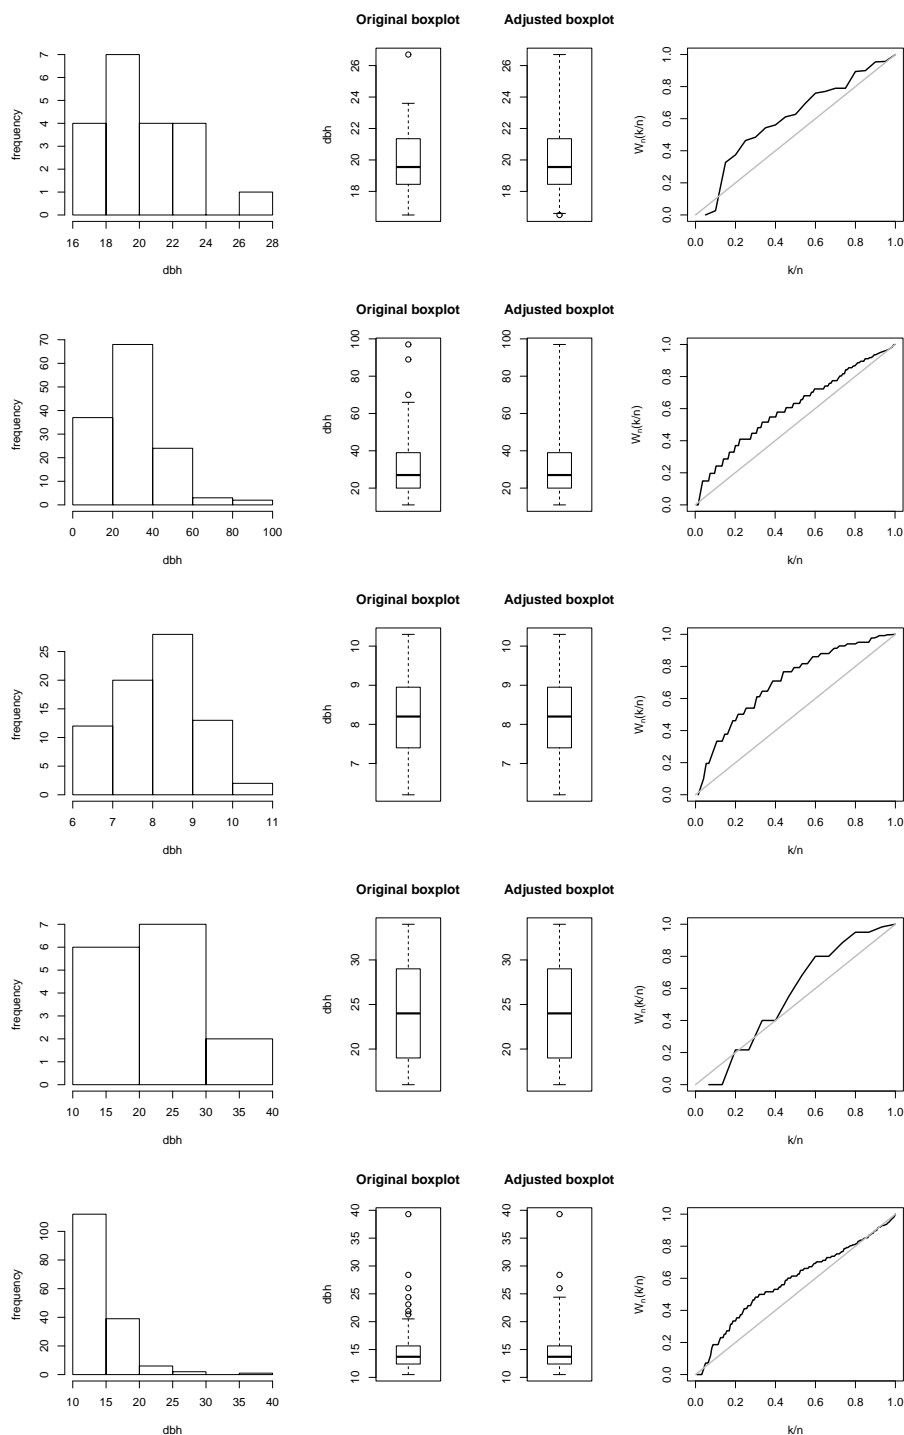 Original boxplot
Adjusted boxplot
frequency
0 1 2 3 4 5 6 7
16 18 20 22 24 26 28
dbh
dbh
18 20 22 24 26
18 20 22 24 26
W_n(k/n)
0.0 0.2 0.4 0.6 0.8 1.0
0.0 0.2 0.4 0.6 0.8 1.0
k/n
Original boxplot
Adjusted boxplot
frequency
0 10 20 30 40 50 60 70
0 20 40 60 80 100
dbh
dbh
20 40 60 80 100
20 40 60 80 100
W_n(k/n)
0.0 0.2 0.4 0.6 0.8 1.0
0.0 0.2 0.4 0.6 0.8 1.0
k/n
Original boxplot
Adjusted boxplot
frequency
0 5 10 15 20 25
6 7 8 9 10 11
dbh
dbh
7 8 9 10
7 8 9 10
W_n(k/n)
0.0 0.2 0.4 0.6 0.8 1.0
0.0 0.2 0.4 0.6 0.8 1.0
k/n
Original boxplot
Adjusted boxplot
frequency
0 1 2 3 4 5 6 7
10 15 20 25 30 35 40
dbh
dbh
20 25 30
20 25 30
W_n(k/n)
0.0 0.2 0.4 0.6 0.8 1.0
0.0 0.2 0.4 0.6 0.8 1.0
k/n
Original boxplot
Adjusted boxplot
frequency
0 20 40 60 80 100
10 15 20 25 30 35 40
dbh
dbh
10 15 20 25 30 35 40
10 15 20 25 30 35 40
W_n(k/n)
0.0 0.2 0.4 0.6 0.8 1.0
0.0 0.2 0.4 0.6 0.8 1.0
k/n